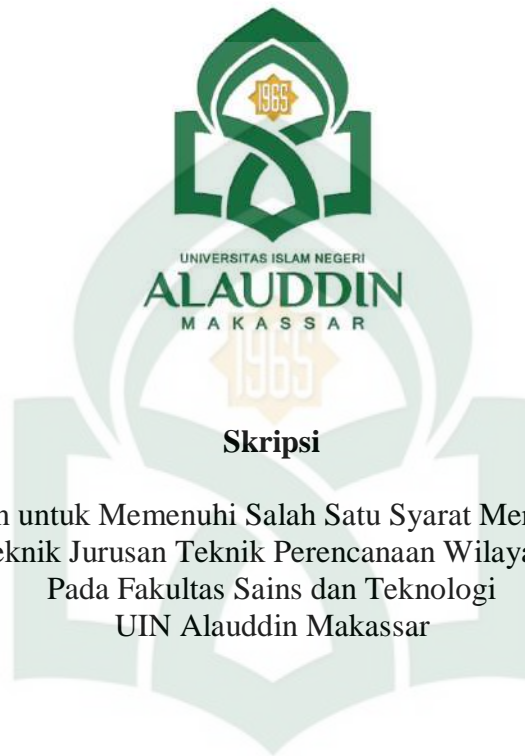 1965
UNIVERSITAS ISLAM NEGERI
ALAUDDIN
MAKASSAR
1965
Skripsi
untuk Memenuhi Salah Satu Syarat
Jurusan Teknik Perencanaan
Pada Fakultas Sains dan Teknologi
UIN Alauddin Makassar